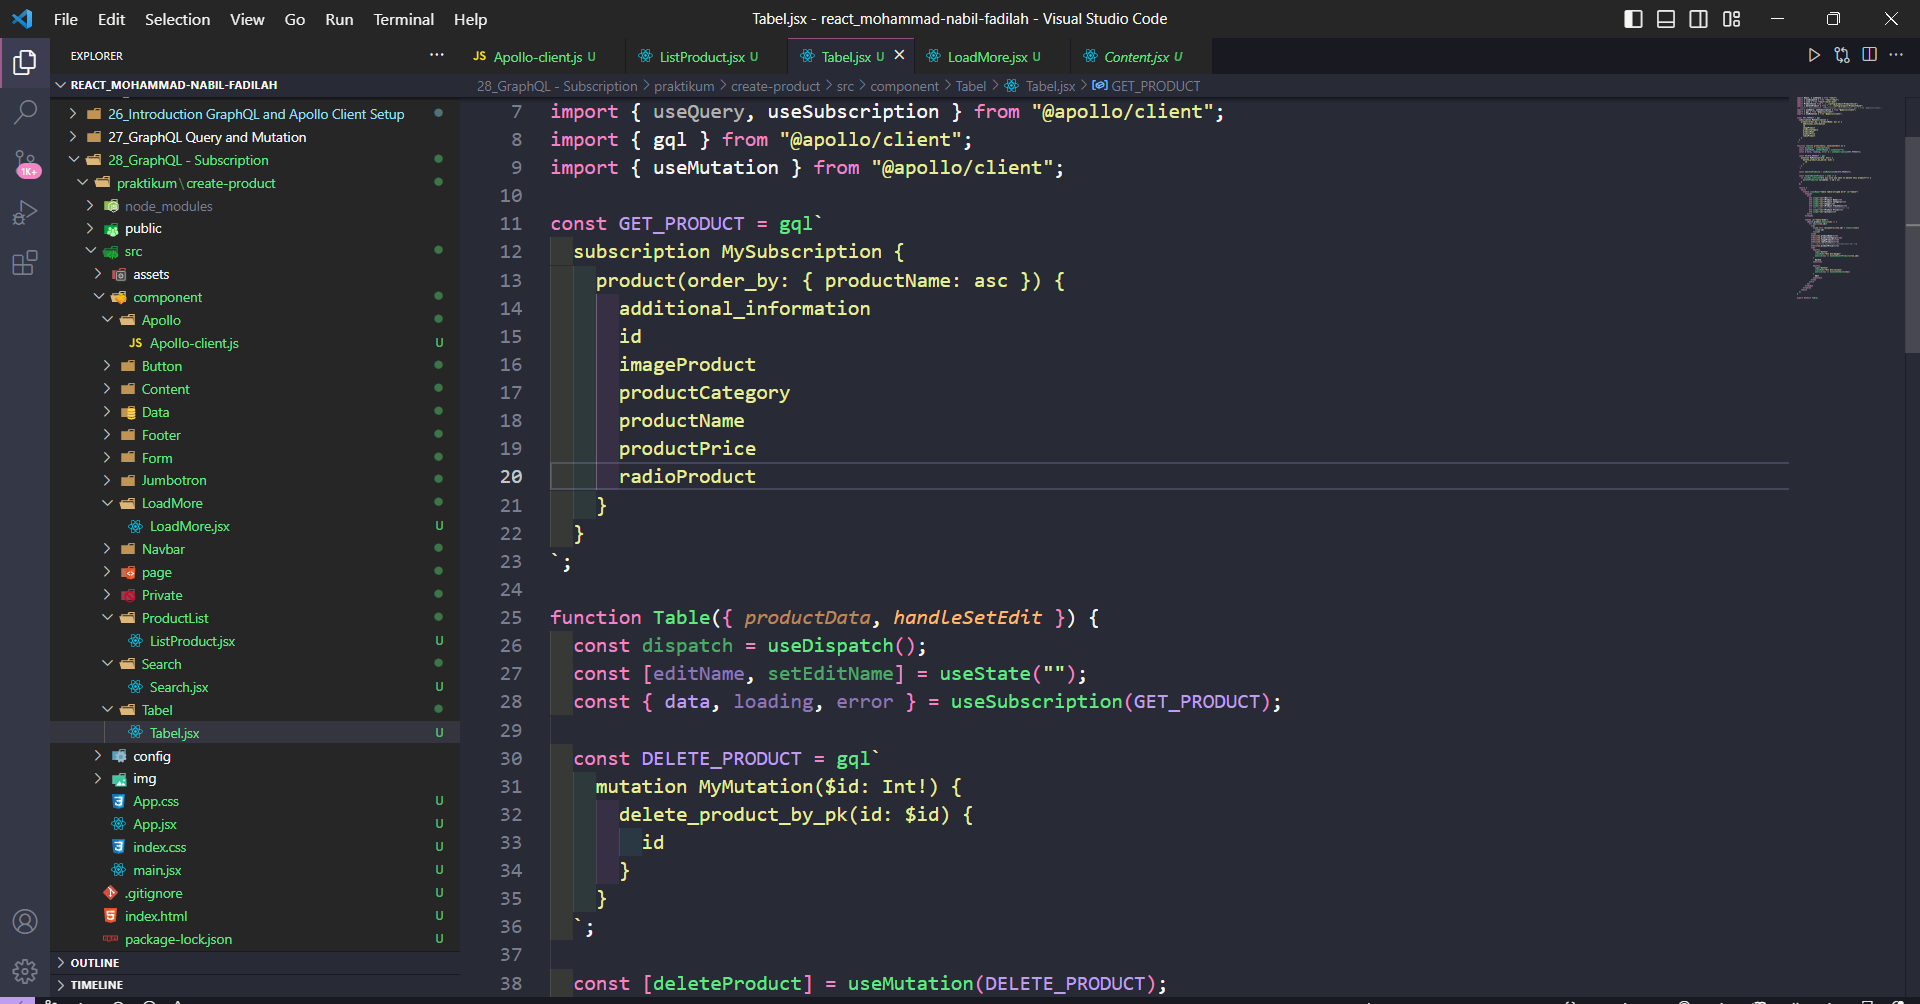 File Edit Selection View Go Run Terminal Help
Tabel.jsx - react_mohammad-nabil-fadilah - Visual Studio Code
EXPLORER
REACT_MOHAMMAD-NABIL-FADILAH
26_Introduction GraphQL and Apollo Client Setup
27_GraphQL Query and Mutation
28_GraphQL - Subscription
praktikum\create-product
node_modules
public
src
assets
component
Apollo
JS Apollo-client.js U
Button
Content
Data
Footer
Form
Jumbotron
LoadMore
LoadMore.jsx U
Navbar
page
Private
ProductList
ListProduct.jsx U
Search
Search.jsx U
Tabel
Tabel.jsx U
config
img
App.css U
App.jsx U
index.css U
main.jsx U
.gitignore U
index.html U
package-lock.json U
OUTLINE
TIMELINE
1K+
JS Apollo-client.js U ListProduct.jsx U Tabel.jsx U LoadMore.jsx U Content.jsx U
28_GraphQL - Subscription > praktikum > create-product > src > component > Tabel > Tabel.jsx > GET_PRODUCT
7 import { useQuery, useSubscription } from "@apollo/client";
8 import { gql } from "@apollo/client";
9 import { useMutation } from "@apollo/client";
10
11 const GET_PRODUCT = gql`
12 subscription MySubscription {
13 product(order_by: { productName: asc }) {
14 additional_information
15 id
16 imageProduct
17 productCategory
18 productName
19 productPrice
20 radioProduct
21 }
22 }
23 `;
24
25 function Table({ productData, handleSetEdit }) {
26 const dispatch = useDispatch();
27 const [editName, setEditName] = useState("");
28 const { data, loading, error } = useSubscription(GET_PRODUCT);
29
30 const DELETE_PRODUCT = gql`
31 mutation MyMutation($id: Int!) {
32 delete_product_by_pk(id: $id) {
33 id
34 }
35 }
36 `;
37
38 const [deleteProduct] = useMutation(DELETE_PRODUCT);